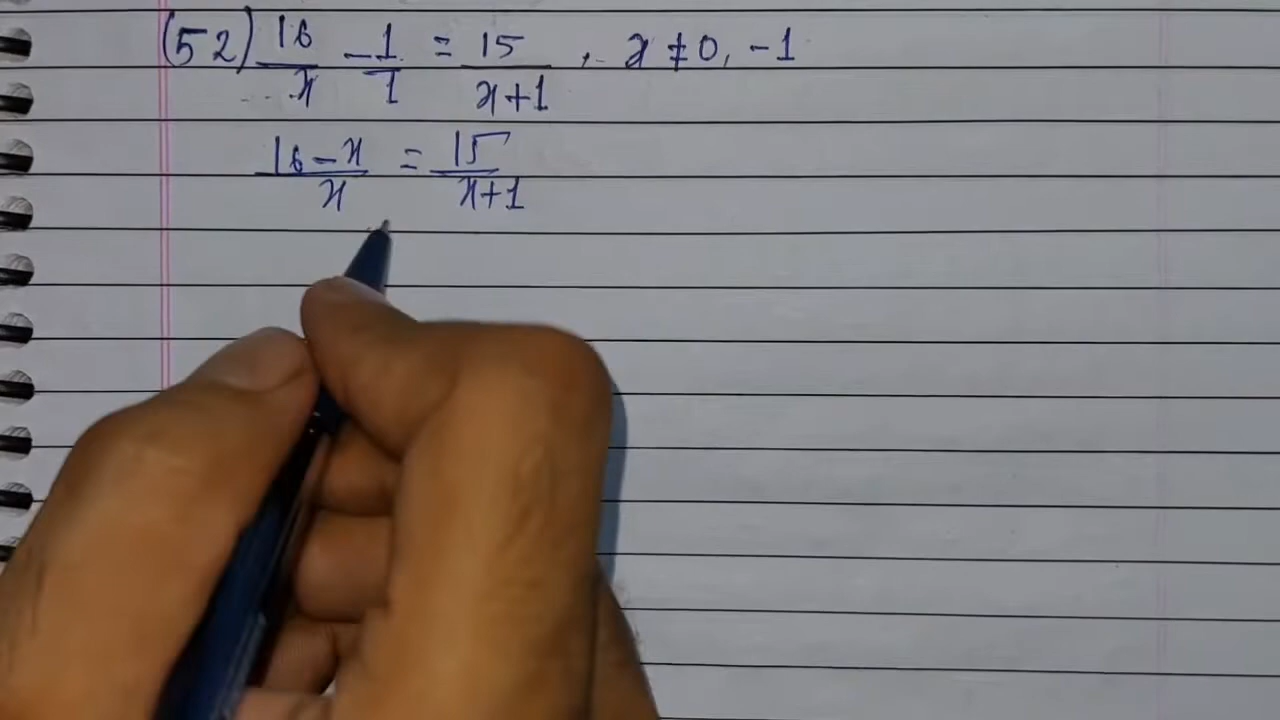 (52) 16/x - 1/1 = 15/x+1 , x ≠ 0, -1
16-x/x = 15/x+1